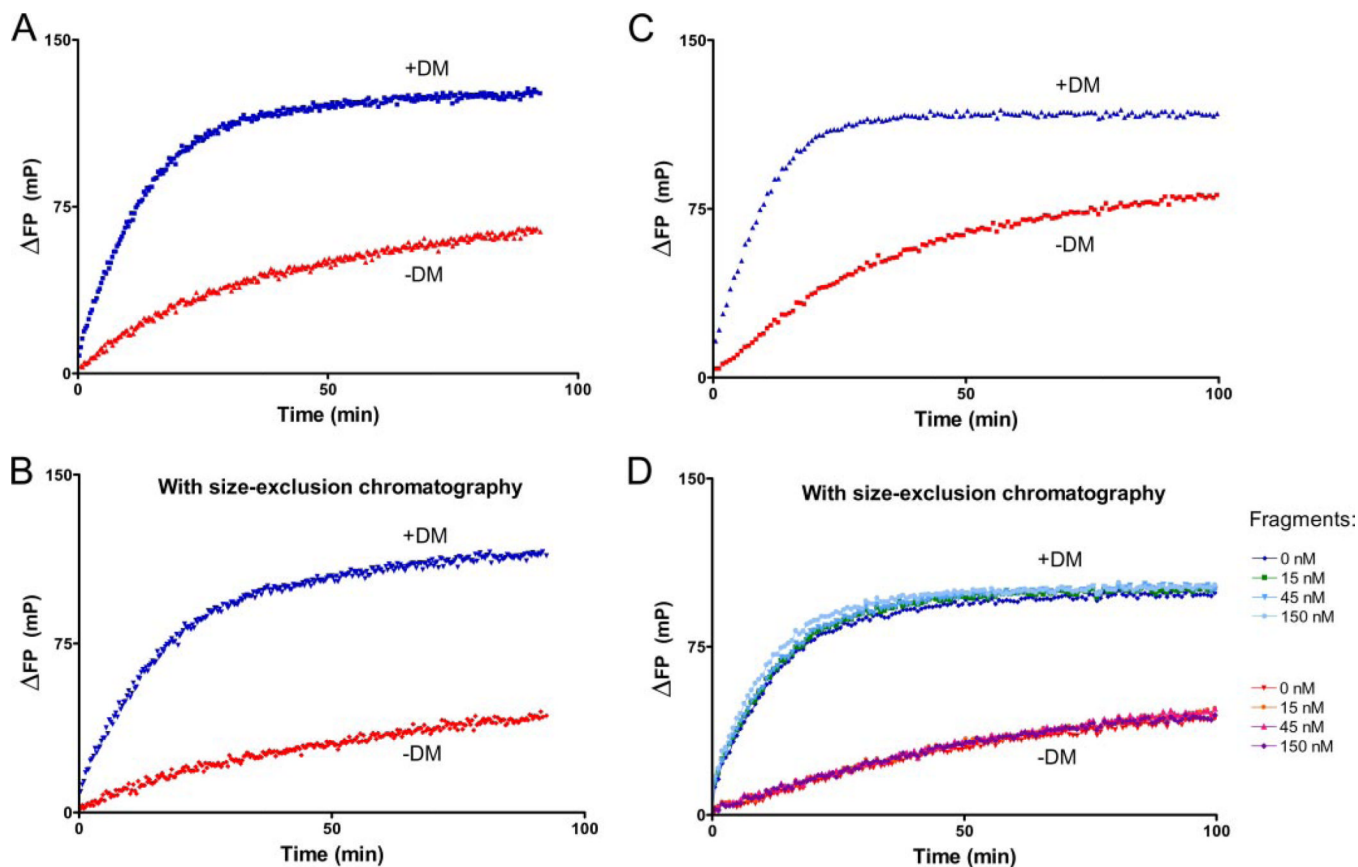 A
150
+DM
75
-DM
0
0
50
100
ΔFP (mP)
Time (min)
C
150
+DM
75
-DM
0
0
50
100
ΔFP (mP)
Time (min)
B
150
With size-exclusion chromatography
+DM
75
-DM
0
0
50
100
ΔFP (mP)
Time (min)
D
150
With size-exclusion chromatography
+DM
75
-DM
0
0
50
100
ΔFP (mP)
Time (min)
Fragments:
0 nM
15 nM
45 nM
150 nM
0 nM
15 nM
45 nM
150 nM